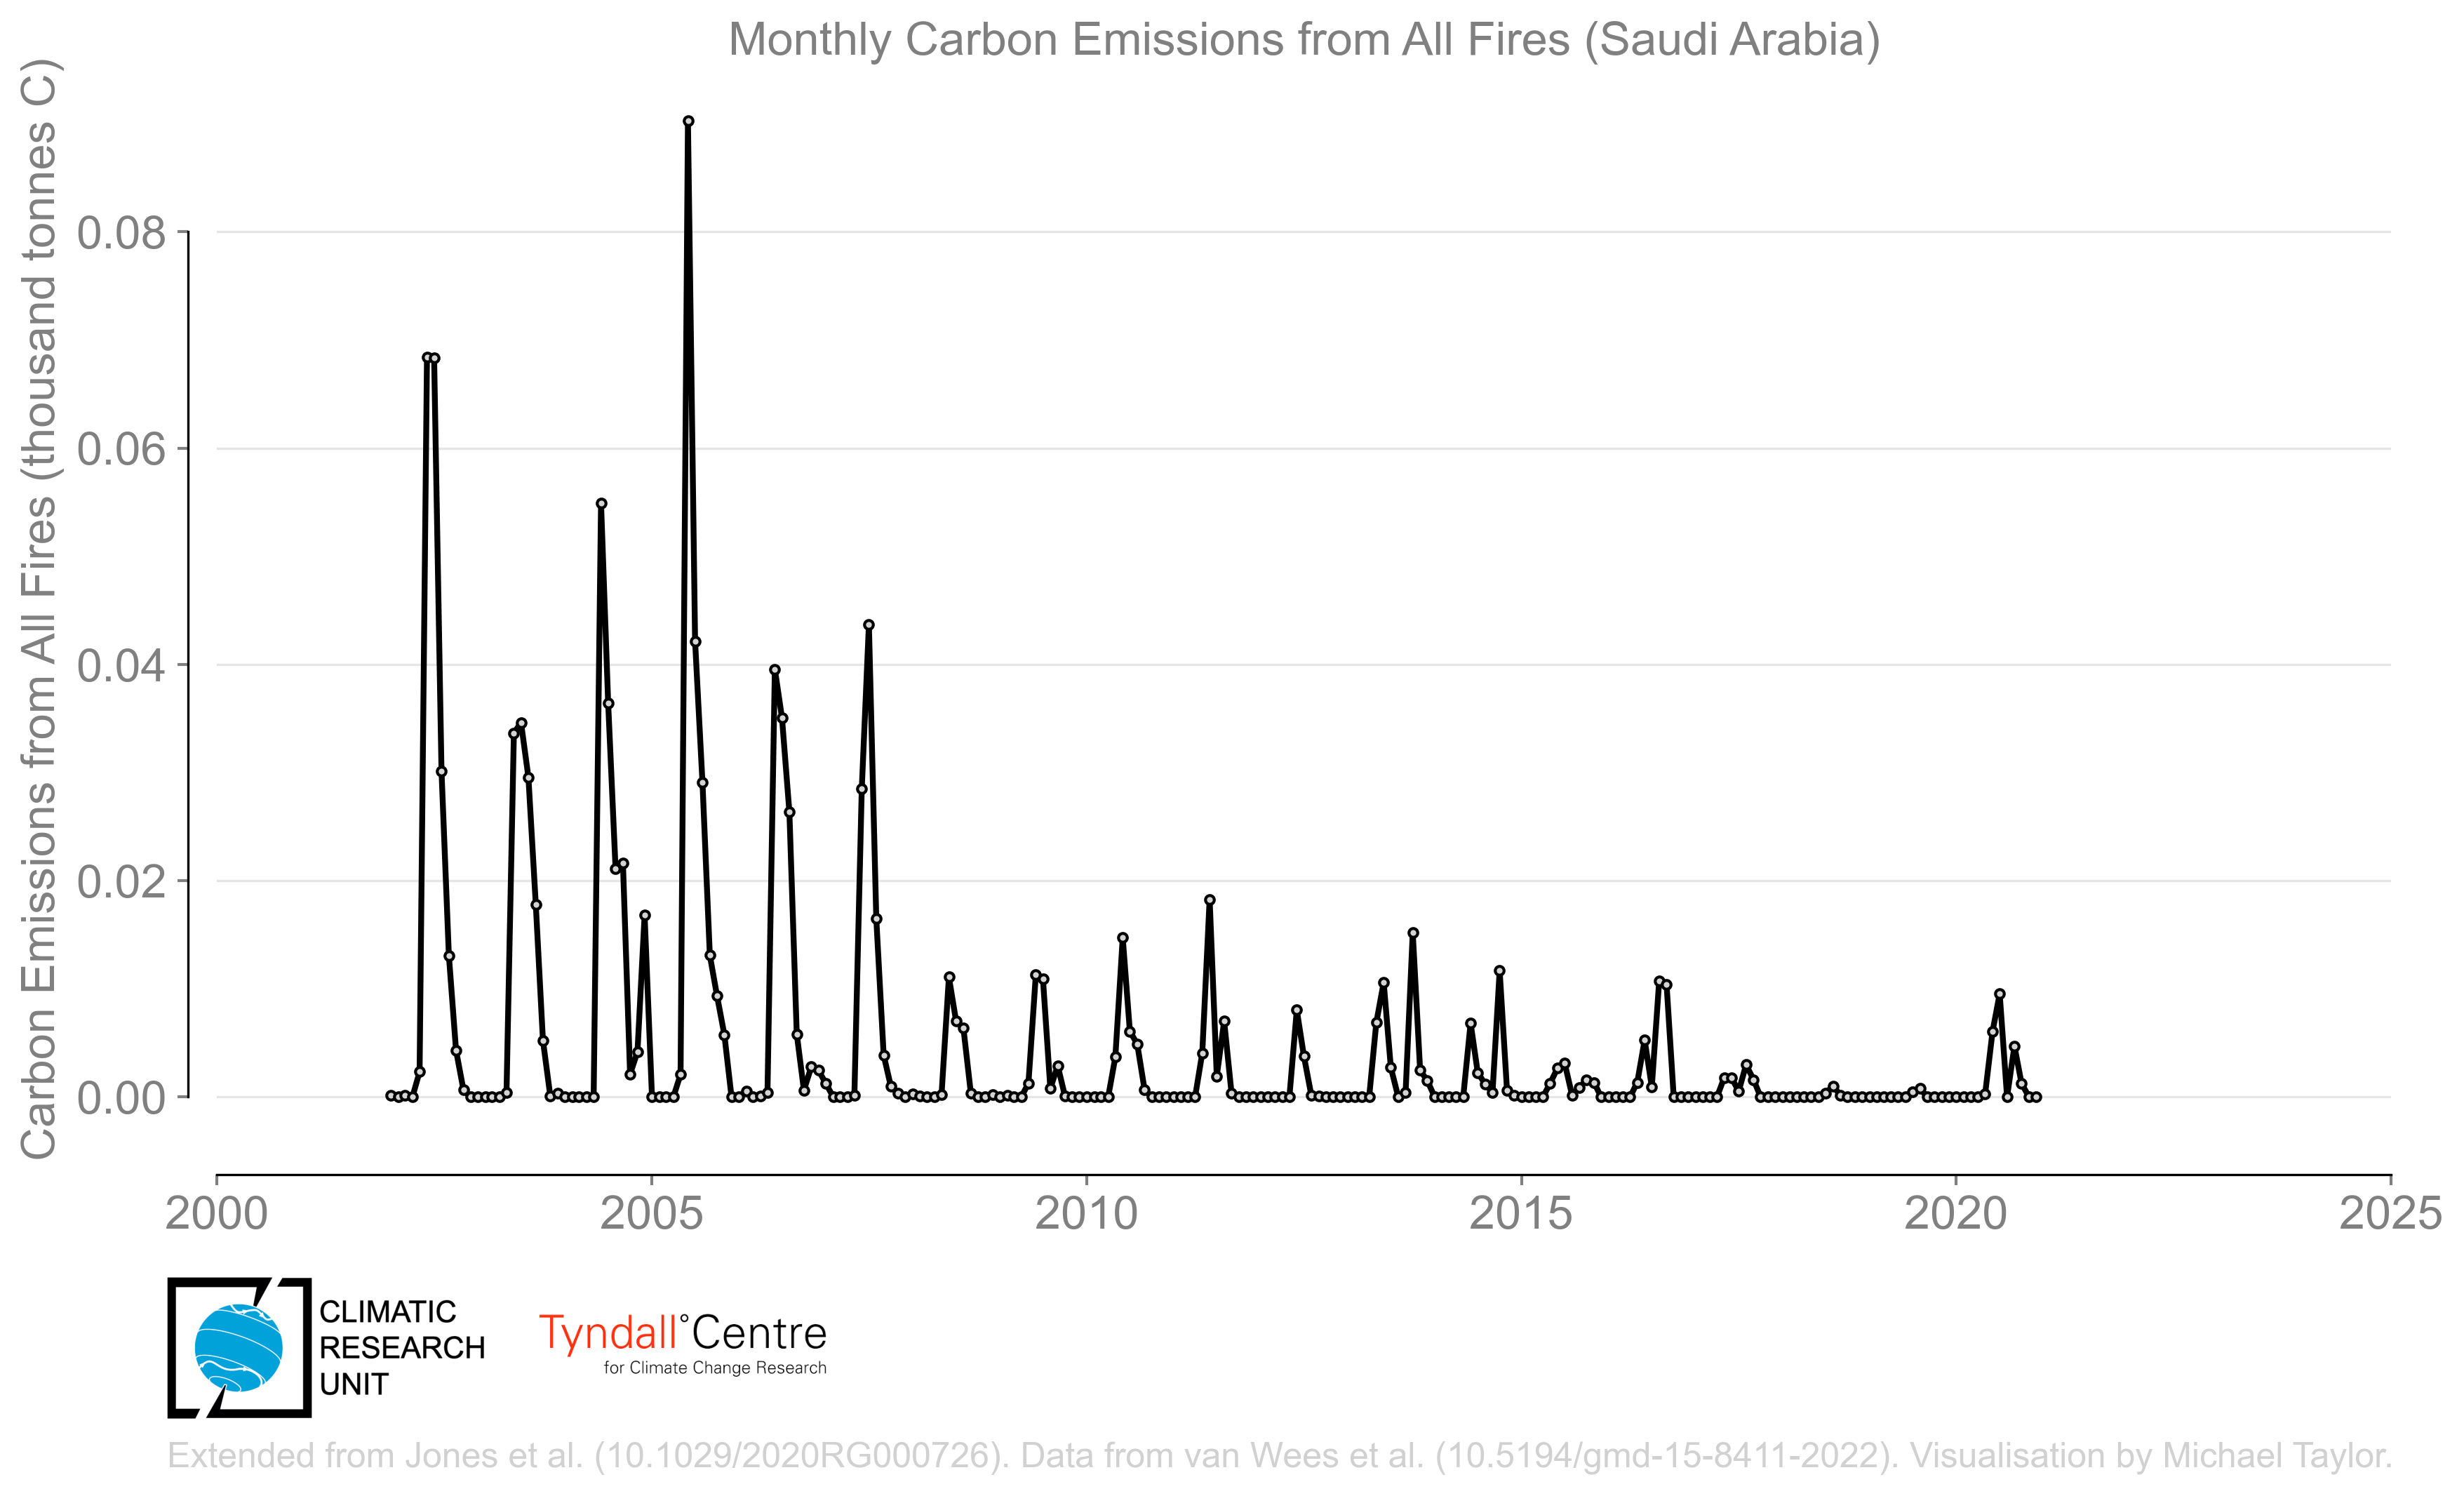 Monthly Carbon Emissions from All Fires (Saudi Arabia)
Carbon Emissions from All Fires (thousand tonnes C)
0.08
0.06
0.04
0.02
0.00
2000 2005 2010 2015 2020 2025
CLIMATIC
RESEARCH
UNIT
Tyndall°Centre
for Climate Change Research
Extended from Jones et al. (10.1029/2020RG000726). Data from van Wees et al. (10.5194/gmd-15-8411-2022). Visualisation by Michael Taylor.